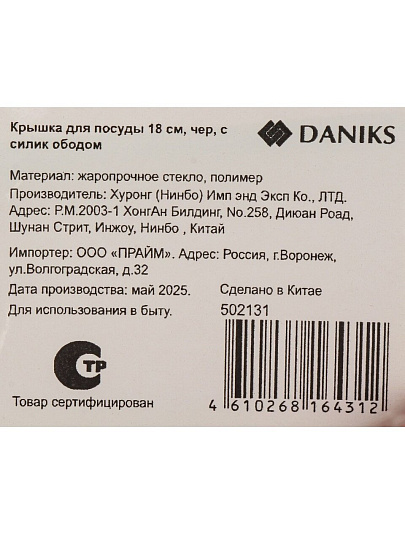 Крышка для посуды 18 см, чер, с
силик ободом
DANIKS
Материал: жаропрочное стекло, полимер
Производитель: Хуронг (Нинбо) Имп энд Эксп Ко., ЛТД.
Адрес: Р.М.2003-1 ХонгАн Билдинг, No.258, Диюан Роад,
Шунан Стрит, Инжоу, Нинбо , Китай
Импортер: ООО «ПРАЙМ». Адрес: Россия, г.Воронеж,
ул.Волгоградская, д.32
Дата производства: май 2025.
Сделано в Китае
Для использования в быту.
502131
С ТР
Товар сертифицирован
4 610268 164312